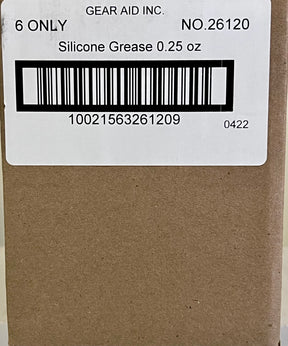 GEAR AID INC.
6 ONLY NO.26120
Silicone Grease 0.25 oz
10021563261209
0422